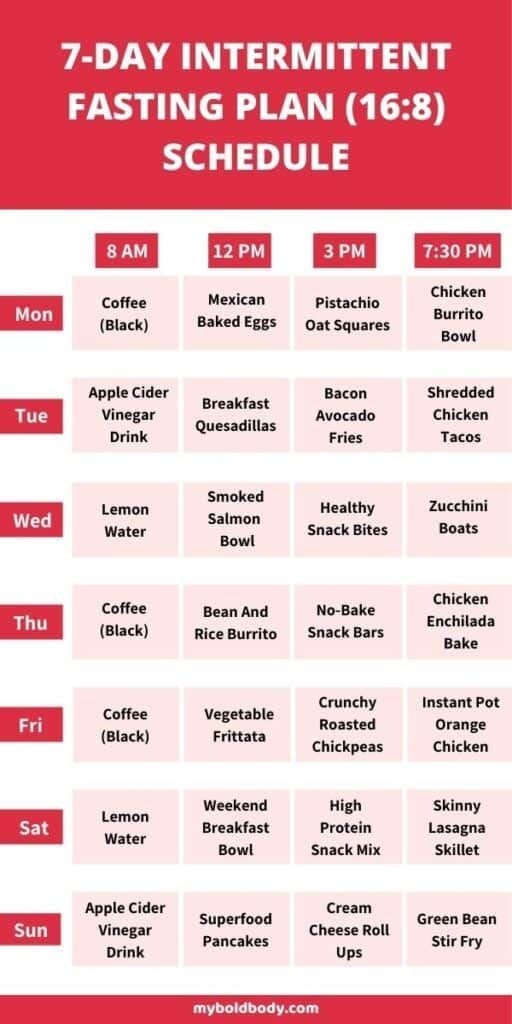 7-DAY INTERMITTENT
FASTING PLAN (16:8)
SCHEDULE
8 AM
12 PM
3 PM
7:30 PM
Mon
Coffee
(Black)
Mexican
Baked Eggs
Pistachio
Oat Squares
Chicken
Burrito
Bowl
Tue
Apple Cider
Vinegar
Drink
Breakfast
Quesadillas
Bacon
Avocado
Fries
Shredded
Chicken
Tacos
Wed
Lemon
Water
Smoked
Salmon
Bowl
Healthy
Snack Bites
Zucchini
Boats
Thu
Coffee
(Black)
Bean And
Rice Burrito
No-Bake
Snack Bars
Chicken
Enchilada
Bake
Fri
Coffee
(Black)
Vegetable
Frittata
Crunchy
Roasted
Chickpeas
Instant Pot
Orange
Chicken
Sat
Lemon
Water
Weekend
Breakfast
Bowl
High
Protein
Snack Mix
Skinny
Lasagna
Skillet
Sun
Apple Cider
Vinegar
Drink
Superfood
Pancakes
Cream
Cheese Roll
Ups
Green Bean
Stir Fry
myboldbody.com